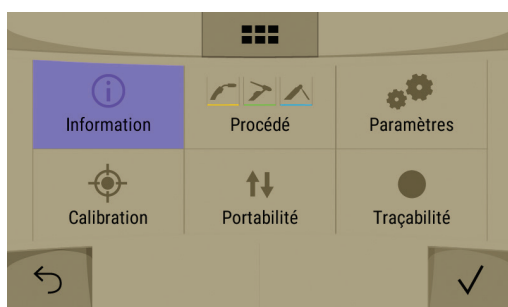 Information
Procédé
Paramètres
Calibration
Portabilité
Traçabilité